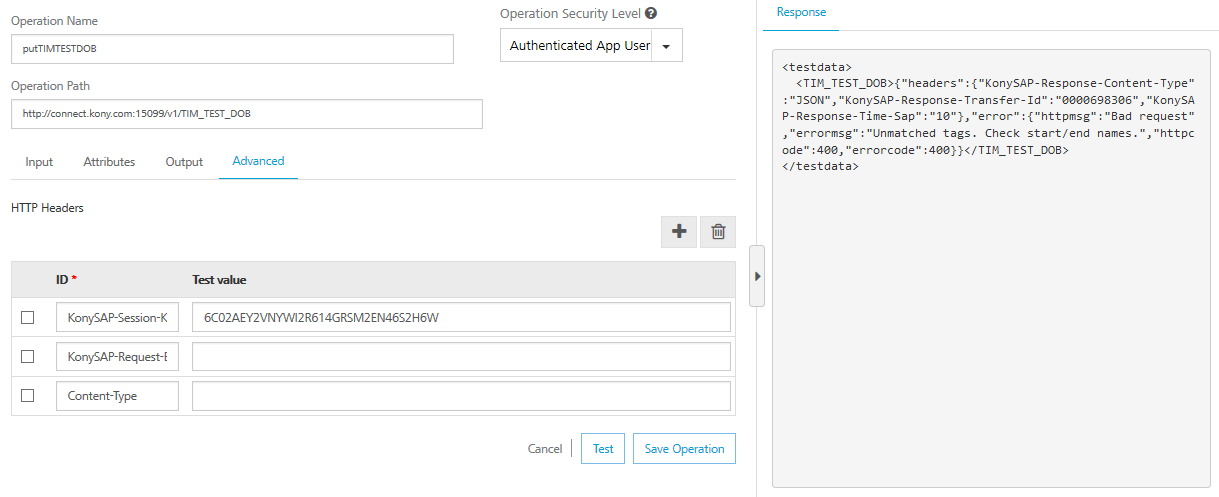 Operation Name
putTIMTESTDOB
Operation Security Level ?
Authenticated App User
Operation Path
http://connect.kony.com:15099/v1/TIM_TEST_DOB
Input Attributes Output Advanced
HTTP Headers
ID * Test value
KonySAP-Session-K 6C02AEY2VNYWI2R614GRSM2EN46S2H6W
KonySAP-Request-E
Content-Type
Cancel Test Save Operation
Response
<testdata>
  <TIM_TEST_DOB>{"headers":{"KonySAP-Response-Content-Type"
:"JSON","KonySAP-Response-Transfer-Id":"0000698306","KonySA
P-Response-Time-Sap":"10"},"error":{"httpmsg":"Bad request"
,"errormsg":"Unmatched tags. Check start/end names.","httpc
ode":400,"errorcode":400}}</TIM_TEST_DOB>
</testdata>